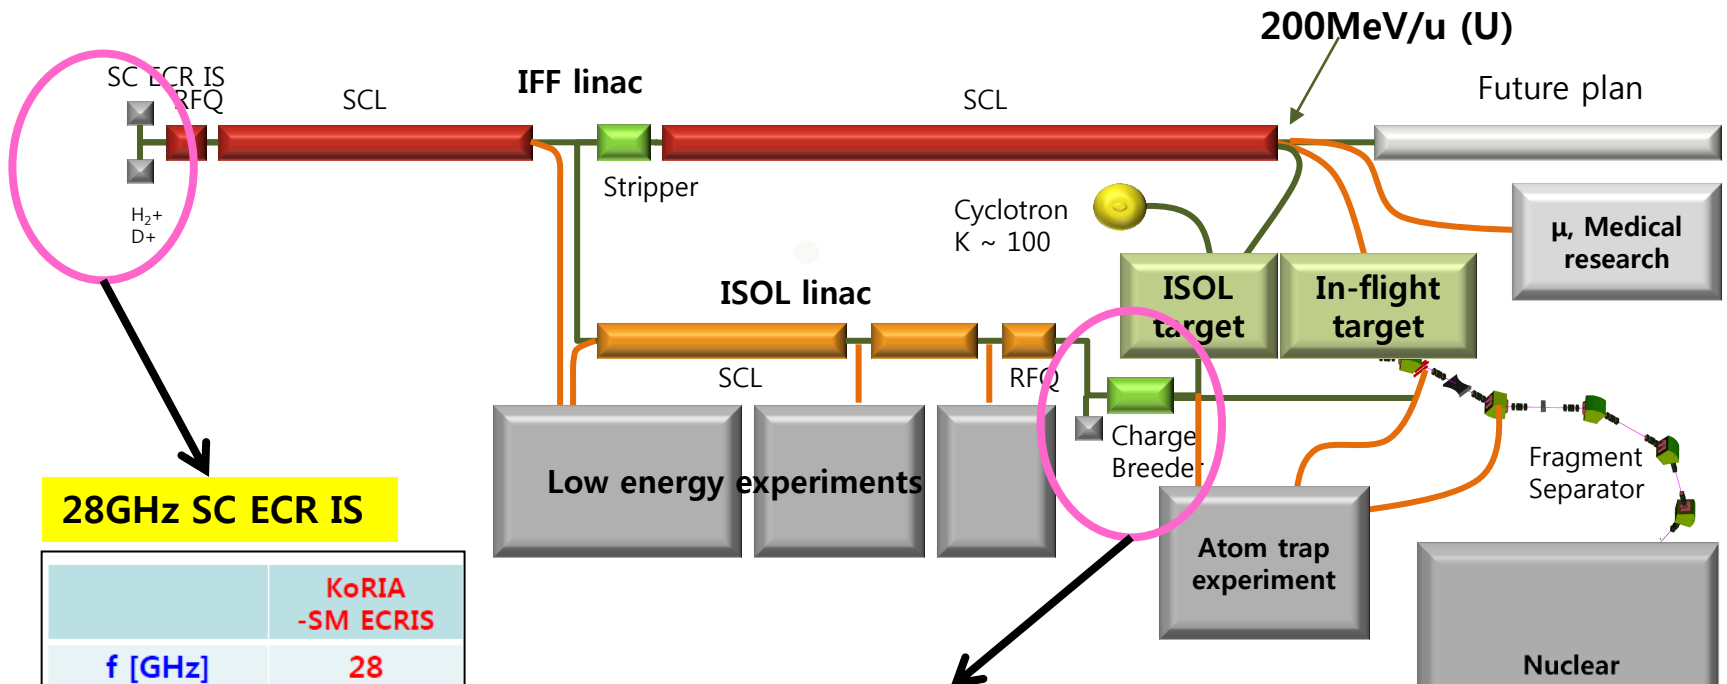 200MeV/u (U)
SC ECR IS
RFQ
SCL
IFF linac
SCL
Future plan
Stripper
H₂+
D+
Cyclotron
K ~ 100
μ, Medical
research
ISOL linac
ISOL
target
In-flight
target
SCL
RFQ
Charge
Breeder
Low energy experiments
Fragment
Separator
28GHz SC ECR IS
Atom trap
experiment
KoRIA
-SM ECRIS
f [GHz]
28
Nuclear